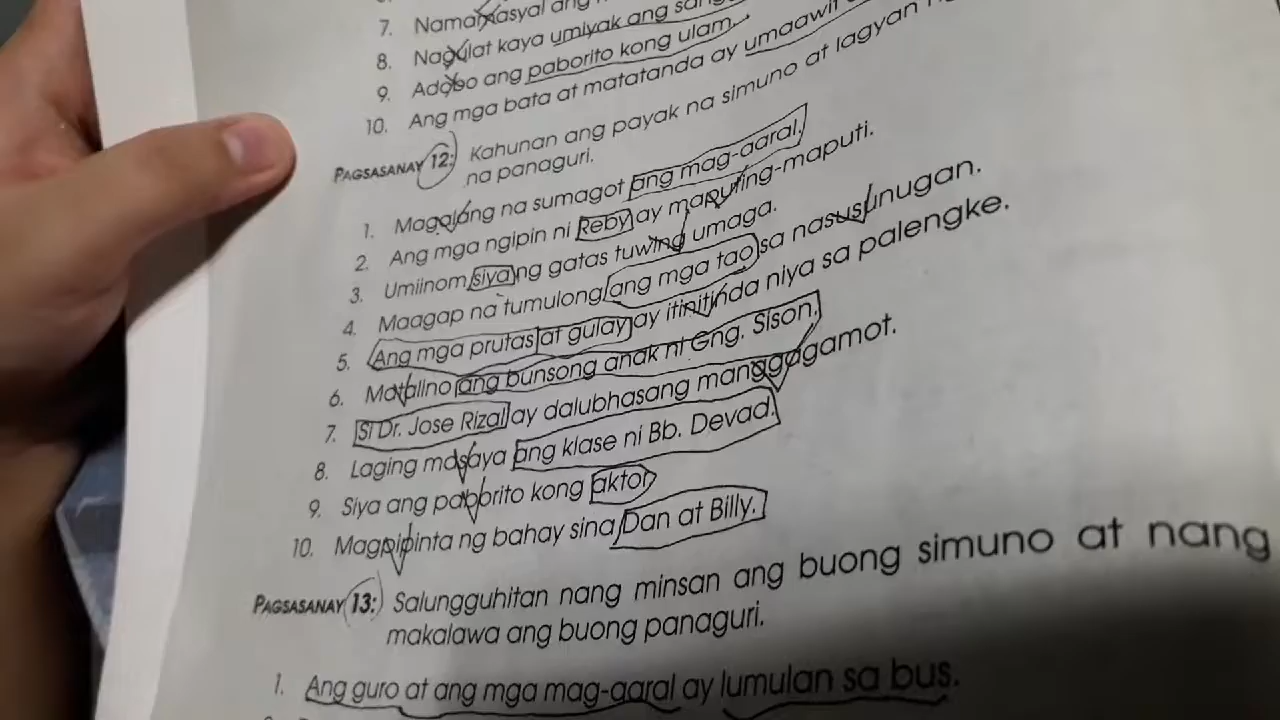 7. Namamasyal ang
8. Nagulat kaya umiyak ang
9. Adobo ang paborito kong ulam.
10. Ang mga bata at matatanda ay umaawit
PAGSASANAY 12: Kahunan ang payak na simuno at lagyan
na panaguri.
1. Magalang na sumagot ang mag-aaral.
2. Ang mga ngipin ni Reby ay maputing-maputi.
3. Umiinom siya ng gatas tuwing umaga.
4. Maagap na tumulong ang mga tao sa nasusunugan.
5. Ang mga prutas at gulay ay itinitinda niya sa palengke.
6. Matalino ang bunsong anak ni Gng. Sison.
7. Si Dr. Jose Rizal ay dalubhasang manggagamot.
8. Laging masaya ang klase ni Bb. Devad.
9. Siya ang paborito kong aktor.
10. Magpipinta ng bahay sina Dan at Billy.
PAGSASANAY 13: Salungguhitan nang minsan ang buong simuno at nang
makalawa ang buong panaguri.
1. Ang guro at ang mga mag-aaral ay lumulan sa bus.